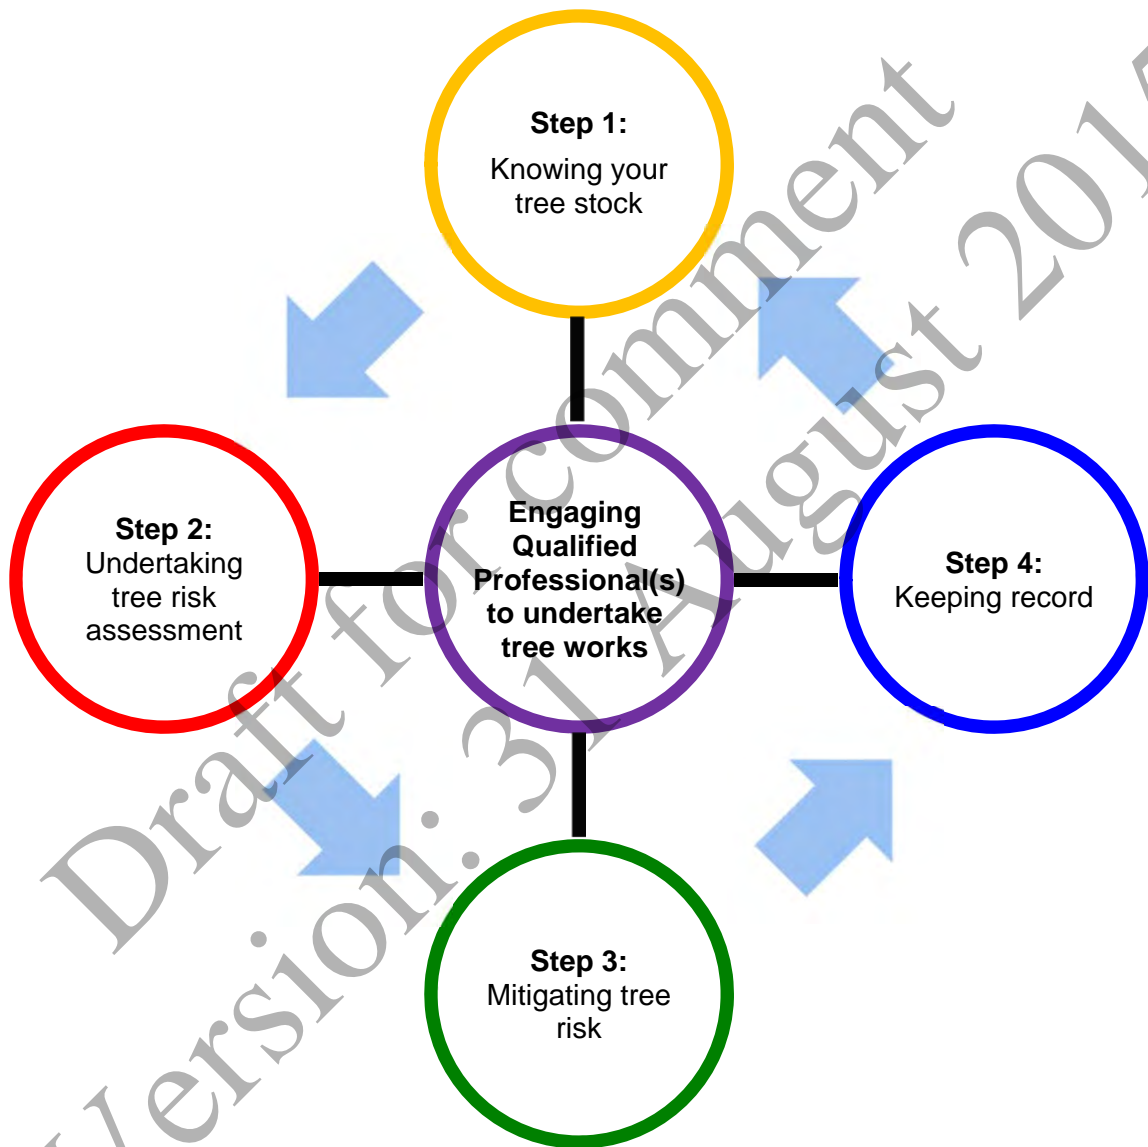 Step 1:
Knowing your
tree stock
Step 2:
Undertaking
tree risk
assessment
Engaging
Qualified
Professional(s)
to undertake
tree works
Step 4:
Keeping record
Step 3:
Mitigating tree
risk
Draft for comment
Version: 31 August